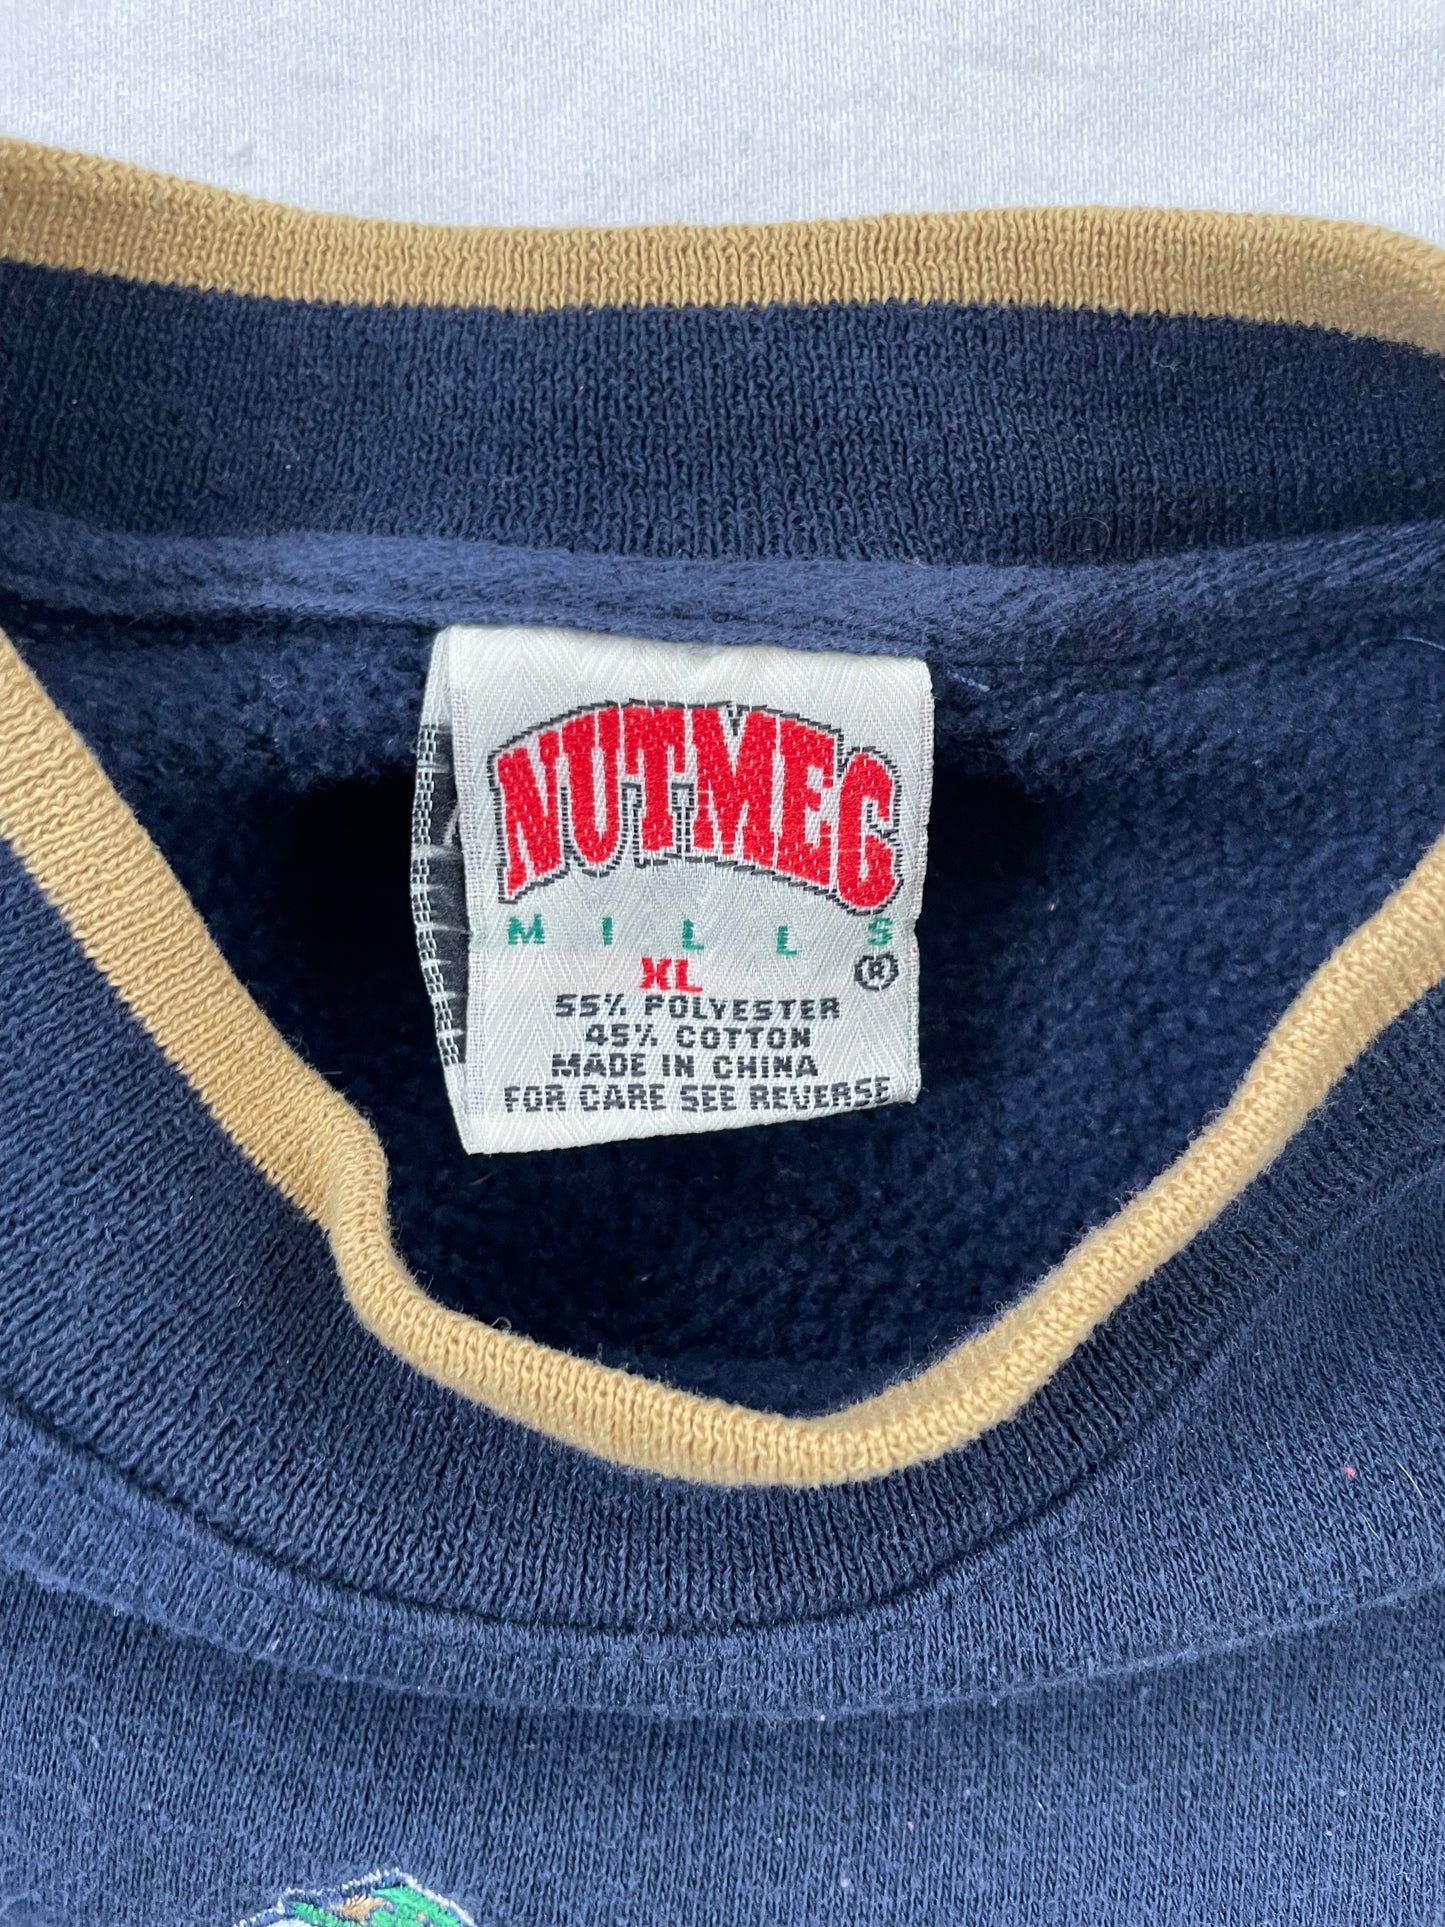 NUTMEG
MILLS
XL ®
55% POLYESTER
45% COTTON
MADE IN CHINA
FOR CARE SEE REVERSE